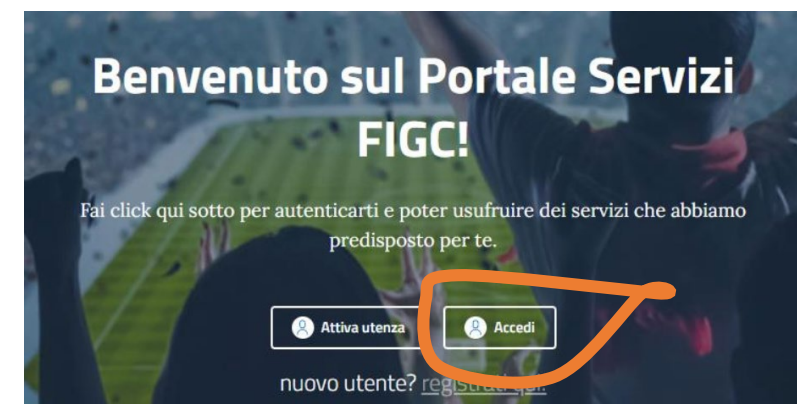 Benvenuto sul Portale Servizi
FIGC!
Fai click qui sotto per autenticarti e poter usufruire dei servizi che abbiamo
predisposto per te.
Attiva utenza
Accedi
nuovo utente? registrati qui!